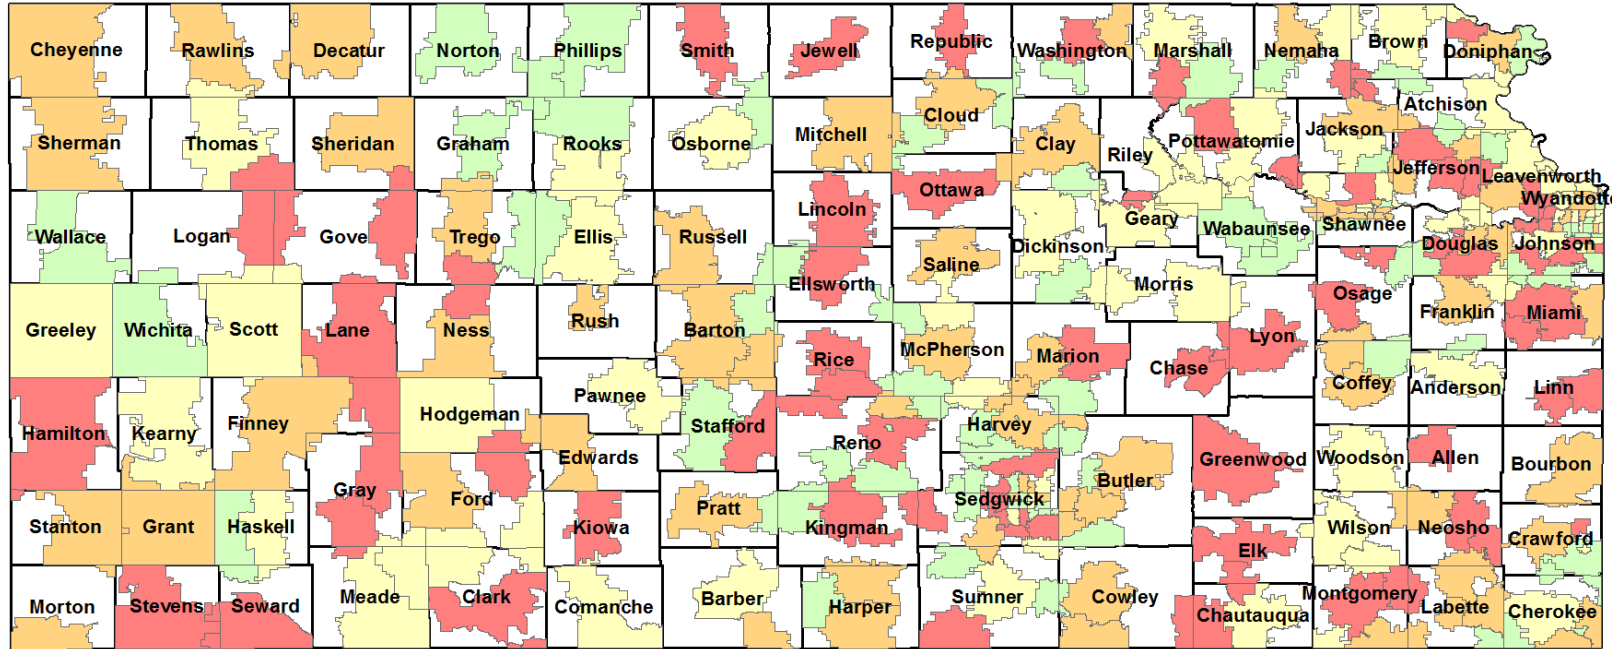 Cheyenne
Rawlins
Decatur
Norton
Phillips
Smith
Jewell
Republic
Washington
Marshall
Nemaha
Brown
Doniphan
Sherman
Thomas
Sheridan
Graham
Rooks
Osborne
Mitchell
Cloud
Clay
Riley
Pottawatomie
Jackson
Atchison
Jefferson
Leavenworth
Wyandotte
Wallace
Logan
Gove
Trego
Ellis
Russell
Lincoln
Ottawa
Saline
Dickinson
Geary
Wabaunsee
Shawnee
Douglas
Johnson
Ellsworth
Morris
Osage
Franklin
Miami
Greeley
Wichita
Scott
Lane
Ness
Rush
Barton
Rice
McPherson
Marion
Chase
Lyon
Coffey
Anderson
Linn
Hamilton
Kearny
Finney
Hodgeman
Pawnee
Stafford
Reno
Harvey
Edwards
Sedgwick
Butler
Greenwood
Woodson
Allen
Bourbon
Stanton
Grant
Haskell
Gray
Ford
Kiowa
Pratt
Kingman
Elk
Wilson
Neosho
Crawford
Morton
Stevens
Seward
Meade
Clark
Comanche
Barber
Harper
Sumner
Cowley
Chautauqua
Montgomery
Labette
Cherokee